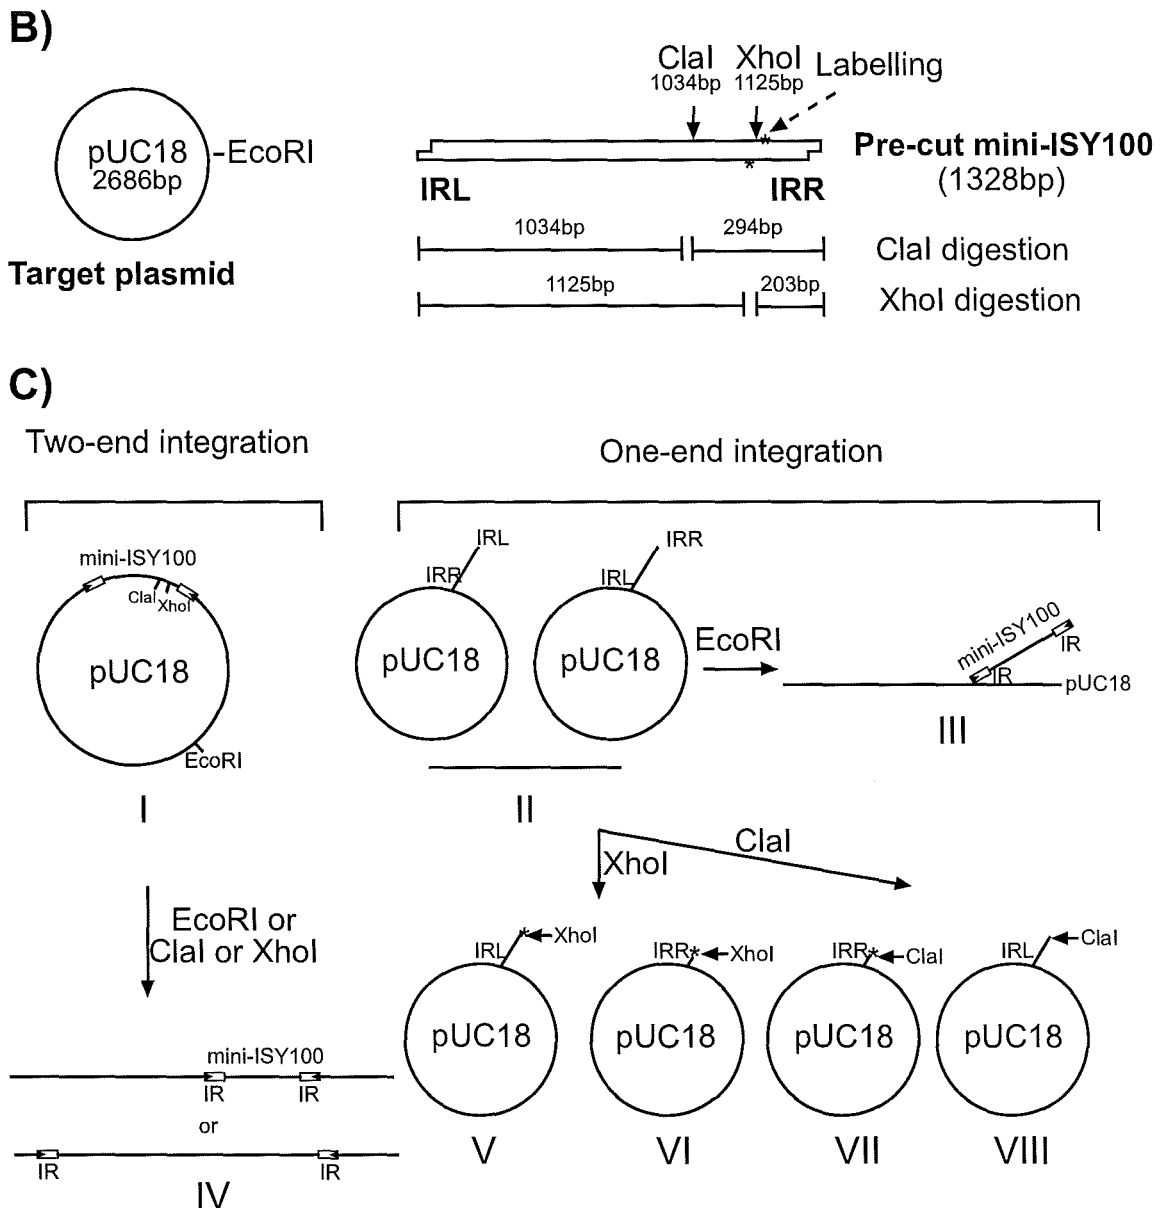 B)
pUC18
2686bp
-EcoRI
Target plasmid
ClaI
1034bp
XhoI
1125bp
Labelling
*
*
IRL
IRR
Pre-cut mini-ISY100
(1328bp)
1034bp
294bp
ClaI digestion
1125bp
203bp
XhoI digestion
C)
Two-end integration
One-end integration
mini-ISY100
ClaI
XhoI
pUC18
EcoRI
I
IRL
IRR
pUC18
IRR
IRL
pUC18
II
EcoRI
mini-ISY100
IR
IR
pUC18
III
EcoRI or
ClaI or XhoI
XhoI
ClaI
mini-ISY100
IR
IR
or
IR
IR
IV
IRL
*
XhoI
pUC18
V
IRR*
XhoI
pUC18
VI
IRR*
ClaI
pUC18
VII
IRL
ClaI
pUC18
VIII